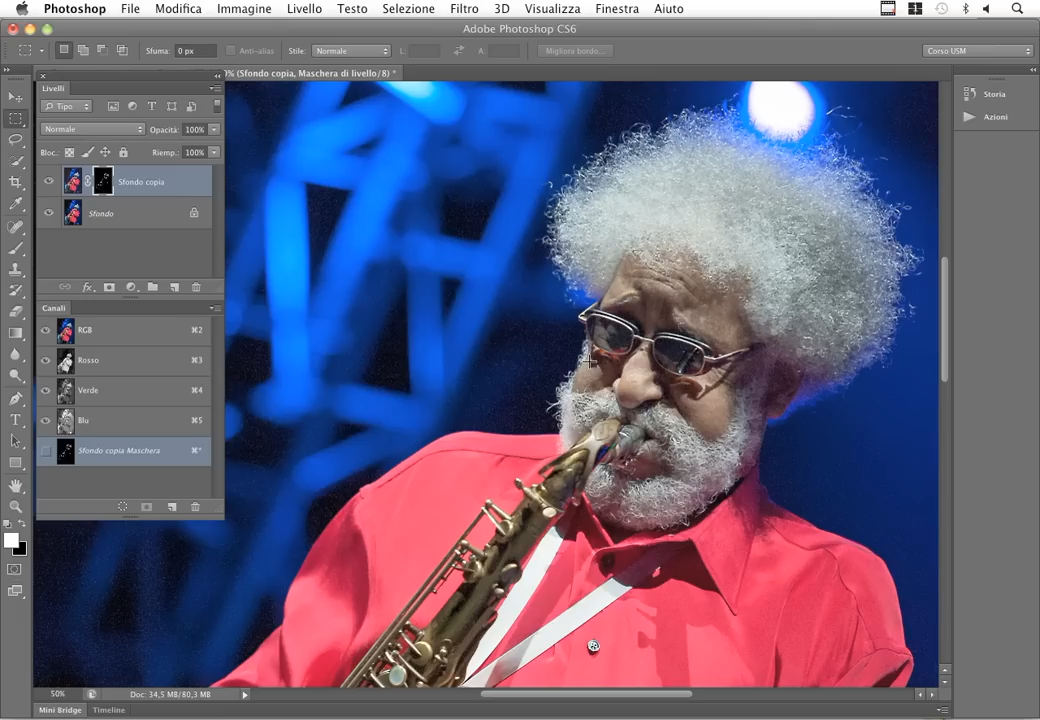 Photoshop File Modifica Immagine Livello Testo Selezione Filtro 3D Visualizza Finestra Aiuto
Adobe Photoshop CS6
Sfuma: 0 px Anti-alias Stile: Normale L: A: Migliora bordo... Corso USM
0% (Sfondo copia, Maschera di livello/8) *
Livelli
Tipo
Normale Opacità: 100%
Bloc.: Riemp.: 100%
Sfondo copia
Sfondo
fx
Canali
RGB ⌘2
Rosso ⌘3
Verde ⌘4
Blu ⌘5
Sfondo copia Maschera
Storia
Azioni
50% Doc: 34,5 MB/80,3 MB
Mini Bridge Timeline